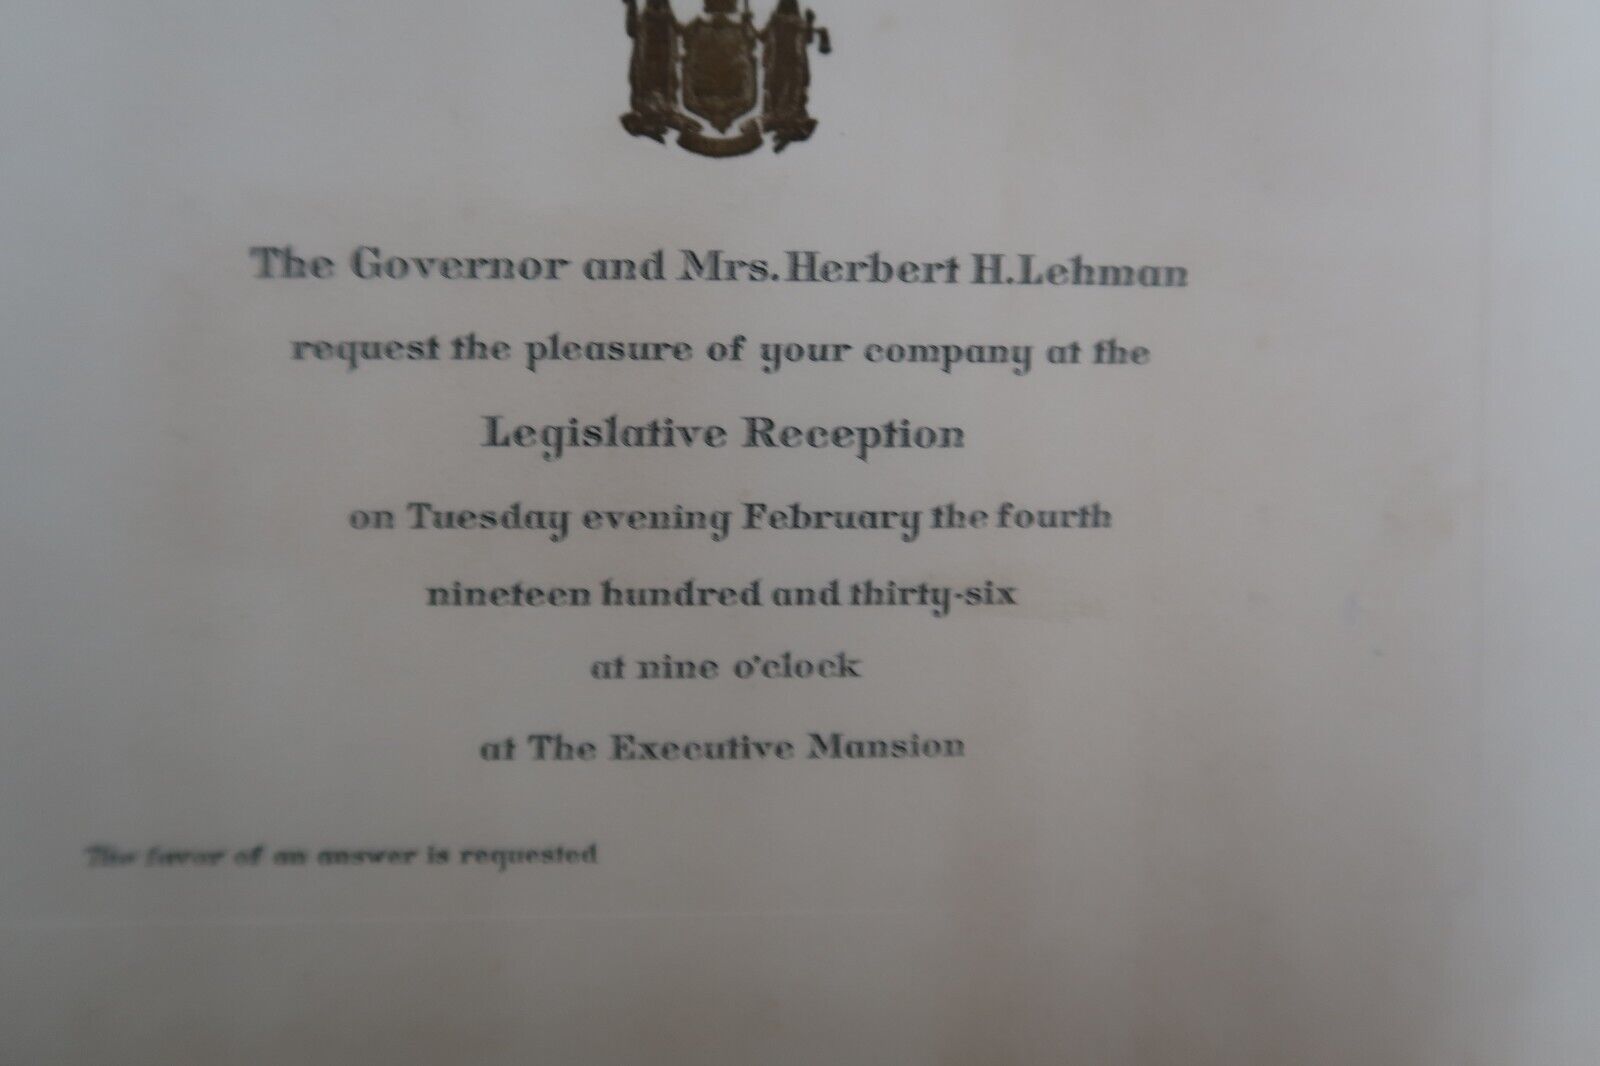 The Governor and Mrs. Herbert H. Lehman
request the pleasure of your company at the
Legislative Reception
on Tuesday evening February the fourth
nineteen hundred and thirty-six
at nine o'clock
at The Executive Mansion
The favor of an answer is requested